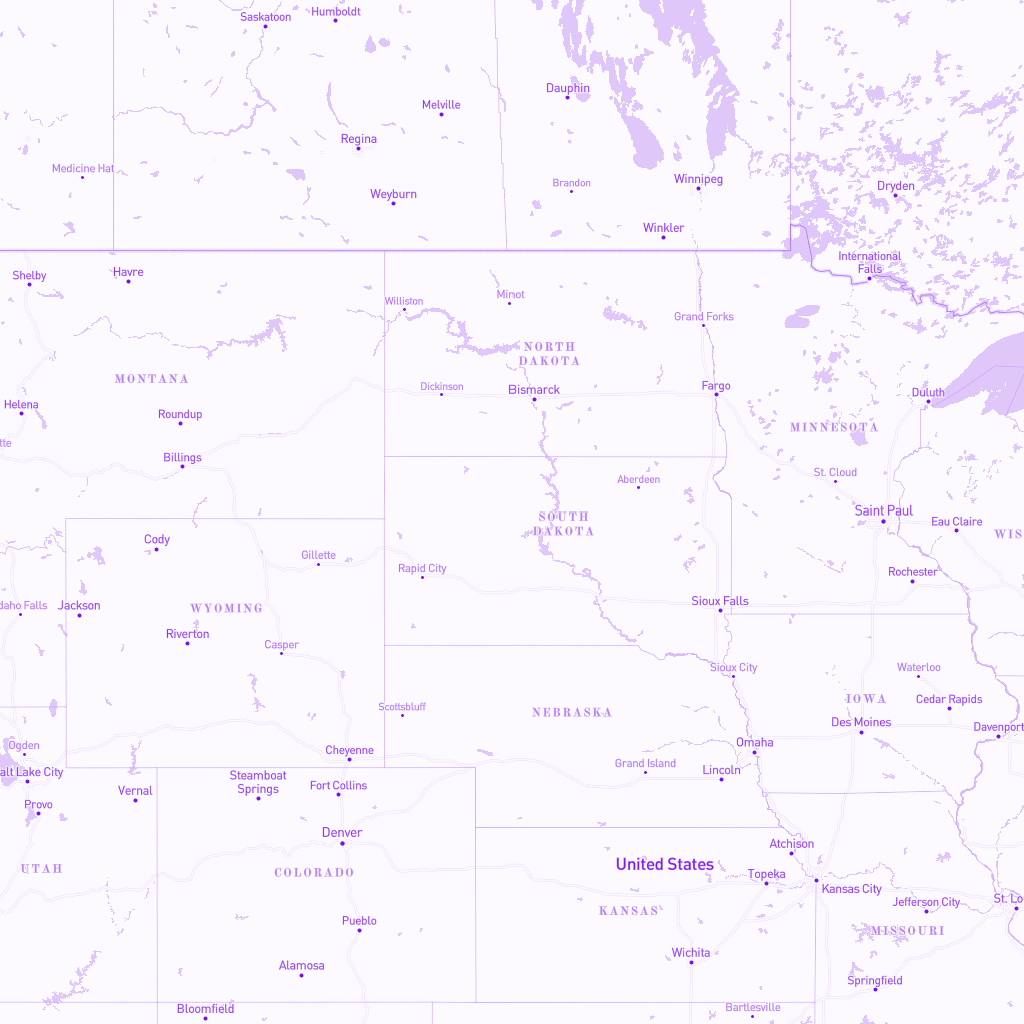 Humboldt
Saskatoon
Dauphin
Melville
Regina
Medicine Hat
Winnipeg
Brandon
Dryden
Weyburn
Winkler
International
Falls
Shelby
Havre
Williston
Minot
Grand Forks
NORTH
DAKOTA
MONTANA
Dickinson
Bismarck
Fargo
Duluth
Helena
Roundup
MINNESOTA
tte
Billings
St. Cloud
Aberdeen
Saint Paul
SOUTH
DAKOTA
Eau Claire
WIS
Cody
Gillette
Rapid City
Rochester
daho Falls
Jackson
WYOMING
Sioux Falls
Riverton
Casper
Sioux City
Waterloo
Scottsbluff
NEBRASKA
IOWA
Cedar Rapids
Des Moines
Davenport
Ogden
Cheyenne
Omaha
alt Lake City
Steamboat
Springs
Fort Collins
Grand Island
Lincoln
Vernal
Provo
Denver
Atchison
UTAH
COLORADO
United States
Topeka
Kansas City
Jefferson City
St. Lo
KANSAS
Pueblo
MISSOURI
Wichita
Alamosa
Springfield
Bloomfield
Bartlesville